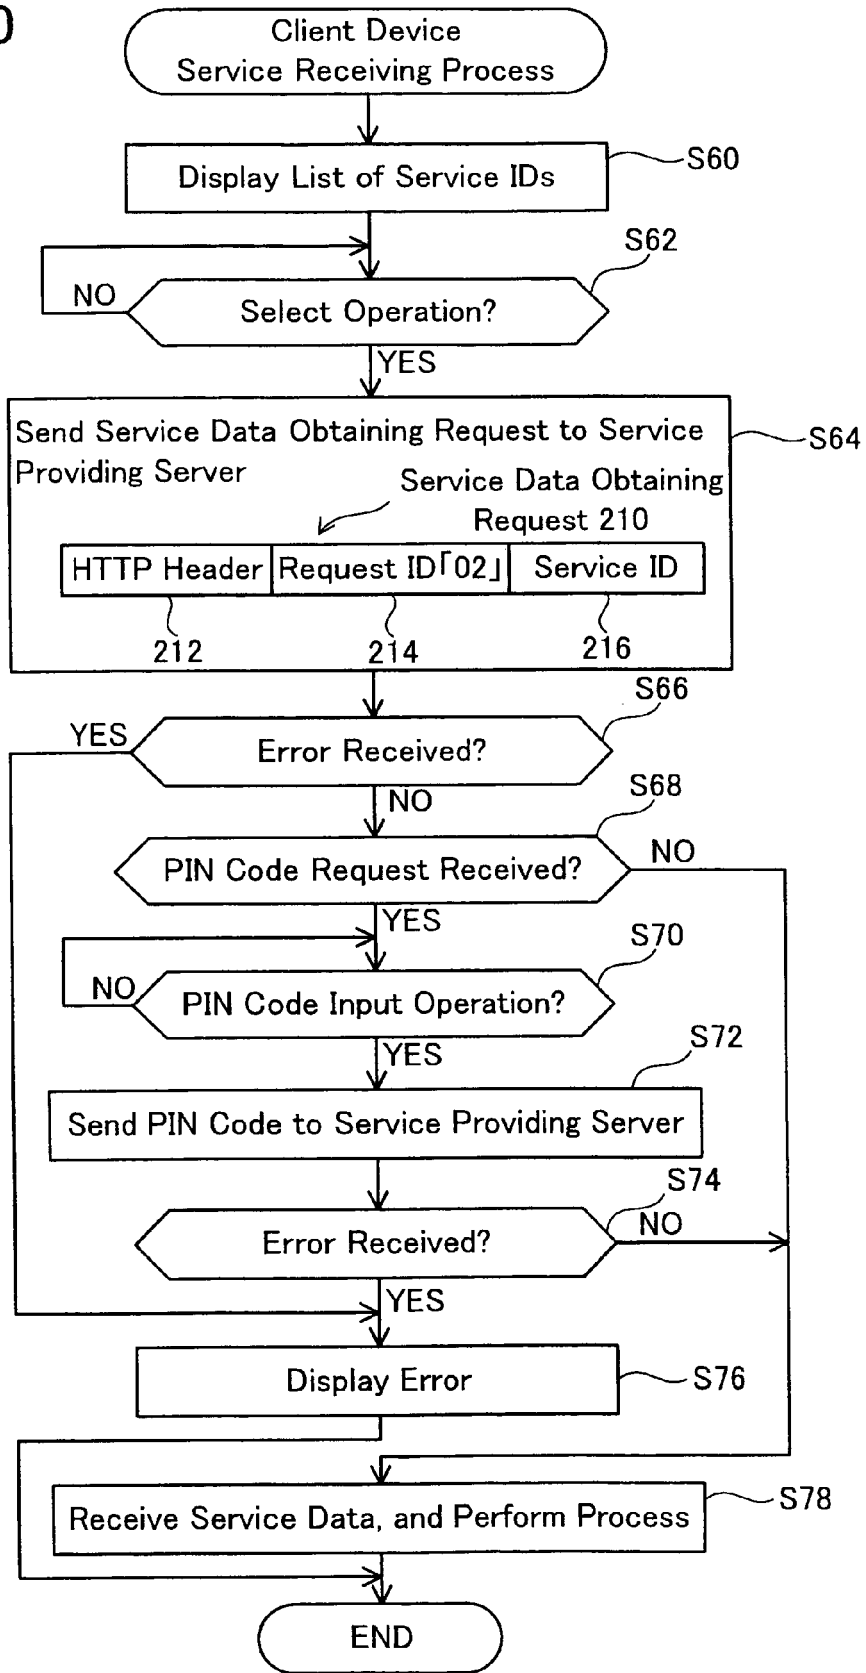 Client Device
Service Receiving Process
Display List of Service IDs
S60
S62
NO
Select Operation?
YES
Send Service Data Obtaining Request to Service
Providing Server
S64
Service Data Obtaining
Request 210
HTTP Header
Request ID「02」
Service ID
212
214
216
S66
YES
Error Received?
NO
S68
PIN Code Request Received?
NO
YES
S70
NO
PIN Code Input Operation?
YES
S72
Send PIN Code to Service Providing Server
S74
Error Received?
NO
YES
Display Error
S76
Receive Service Data, and Perform Process
S78
END